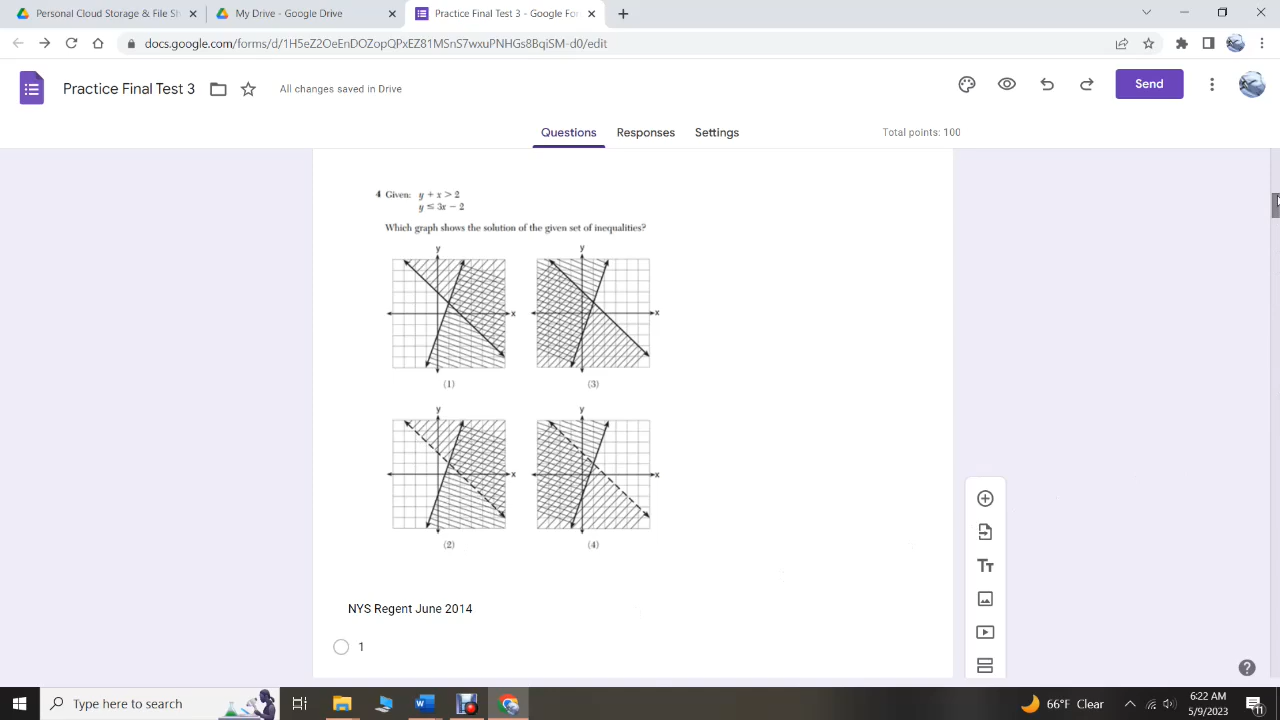 Personal Cloud Storage & File Sh
My Drive - Google Drive
Practice Final Test 3 - Google For
docs.google.com/forms/d/
Practice Final Test 3
All changes saved in Drive
Send
Questions
Responses
Settings
Total points: 100
4 Given: y + x > 2
y ≤ 3x − 2
Which graph shows the solution of the given set of inequalities?
y
y
x
x
(1)
(3)
y
y
x
x
(2)
(4)
NYS Regent June 2014
1
Type here to search
66°F Clear
6:22 AM
5/9/2023